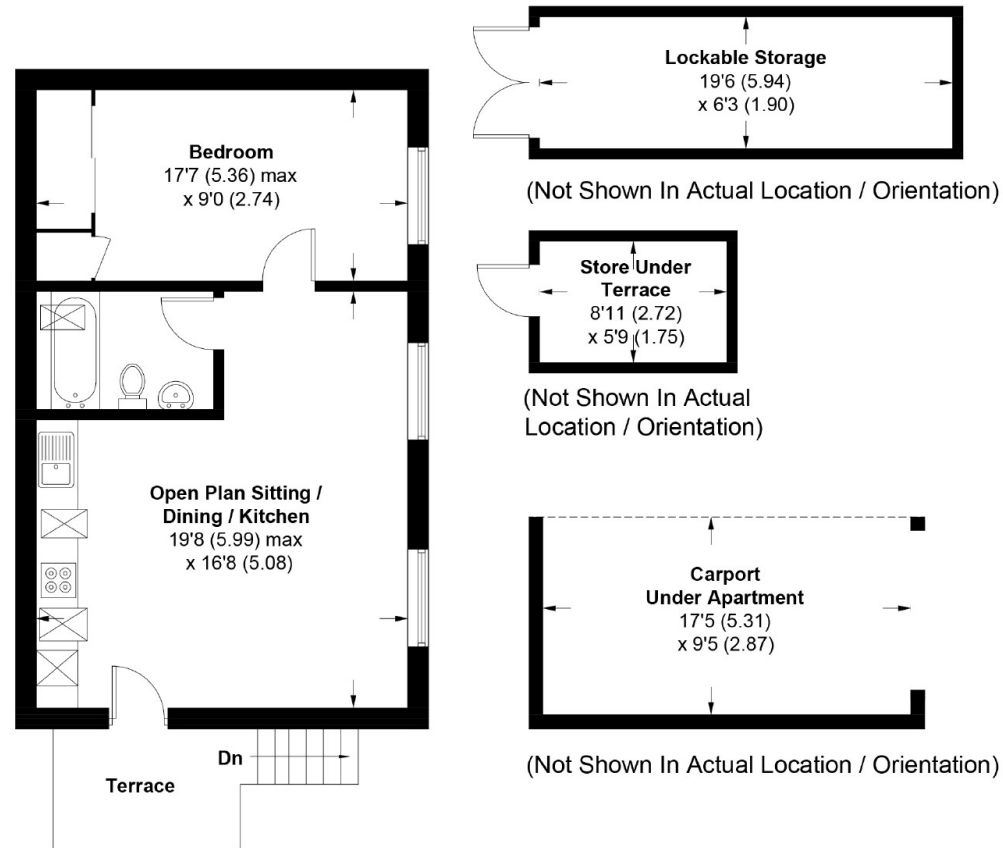 Bedroom
17'7 (5.36) max
x 9'0 (2.74)
Open Plan Sitting /
Dining / Kitchen
19'8 (5.99) max
x 16'8 (5.08)
Dn
Terrace
Lockable Storage
19'6 (5.94)
x 6'3 (1.90)
(Not Shown In Actual Location / Orientation)
Store Under
Terrace
8'11 (2.72)
x 5'9 (1.75)
(Not Shown In Actual
Location / Orientation)
Carport
Under Apartment
17'5 (5.31)
x 9'5 (2.87)
(Not Shown In Actual Location / Orientation)